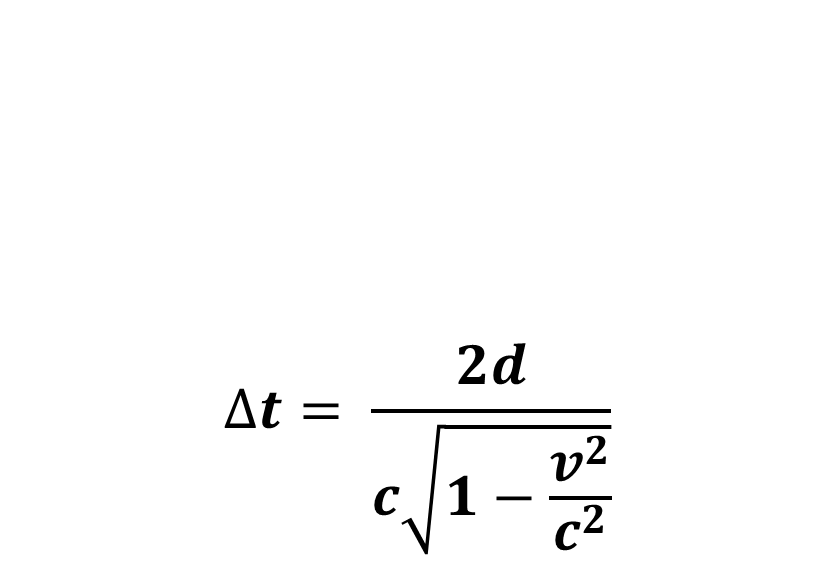 Δt = 2d / (c√(1 − v²/c²))